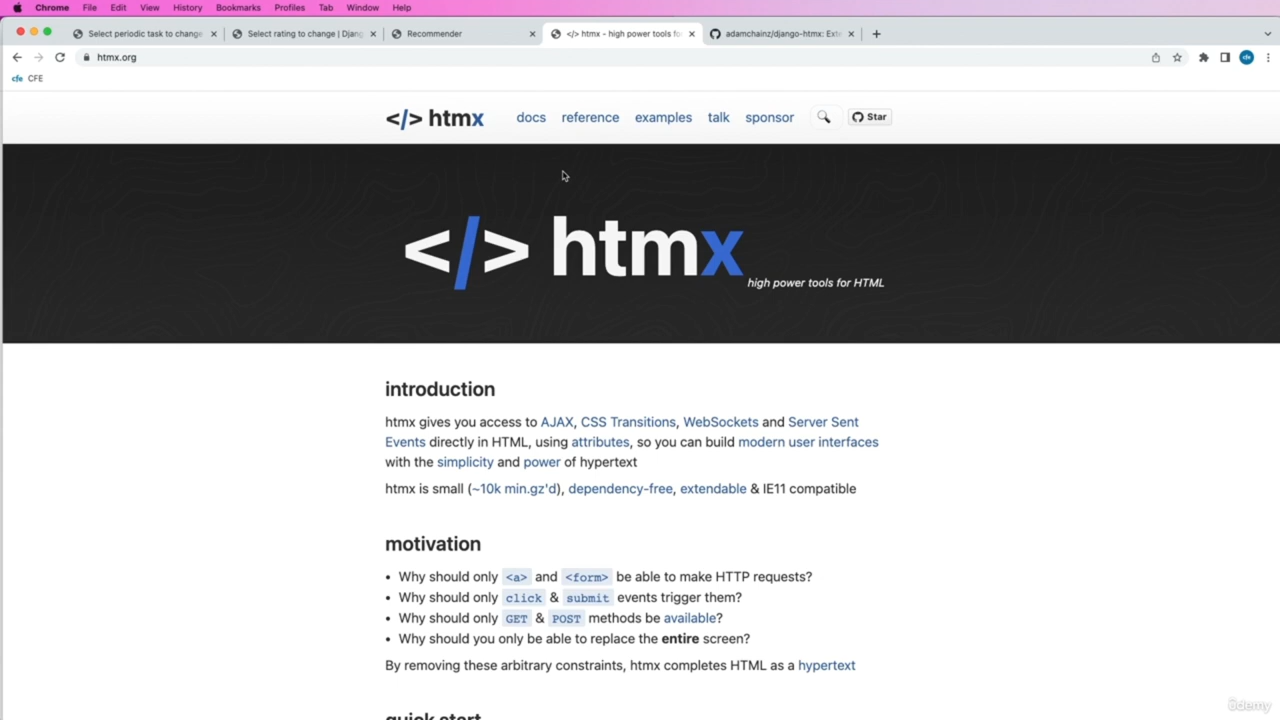 Chrome File Edit View History Bookmarks Profiles Tab Window Help
Select periodic task to change Select rating to change | Djang Recommender </> htmx - high power tools fo adamchainz/django-htmx: Exte
htmx.org
cfe CFE
</> htmx docs reference examples talk sponsor Star
</> htmx
high power tools for HTML
introduction
htmx gives you access to AJAX, CSS Transitions, WebSockets and Server Sent
Events directly in HTML, using attributes, so you can build modern user interfaces
with the simplicity and power of hypertext
htmx is small (~10k min.gz'd), dependency-free, extendable & IE11 compatible
motivation
• Why should only <a> and <form> be able to make HTTP requests?
• Why should only click & submit events trigger them?
• Why should only GET & POST methods be available?
• Why should you only be able to replace the entire screen?
By removing these arbitrary constraints, htmx completes HTML as a hypertext
quick start
ûdemy